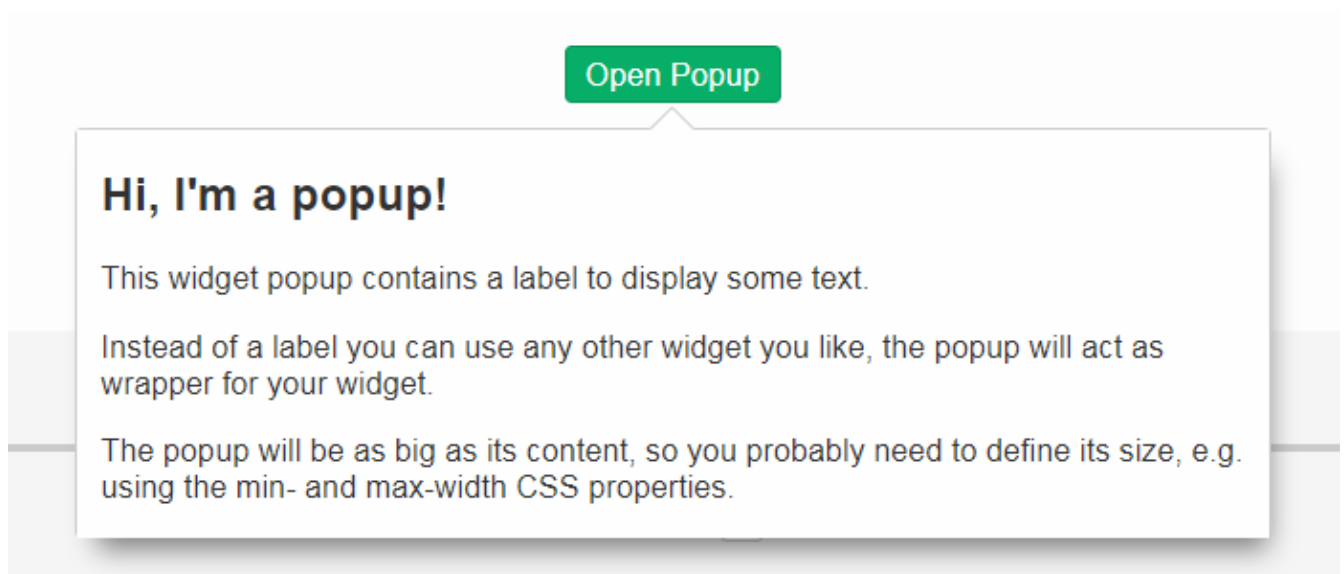 Open Popup
Hi, I'm a popup!
This widget popup contains a label to display some text.
Instead of a label you can use any other widget you like, the popup will act as
wrapper for your widget.
The popup will be as big as its content, so you probably need to define its size, e.g.
using the min- and max-width CSS properties.